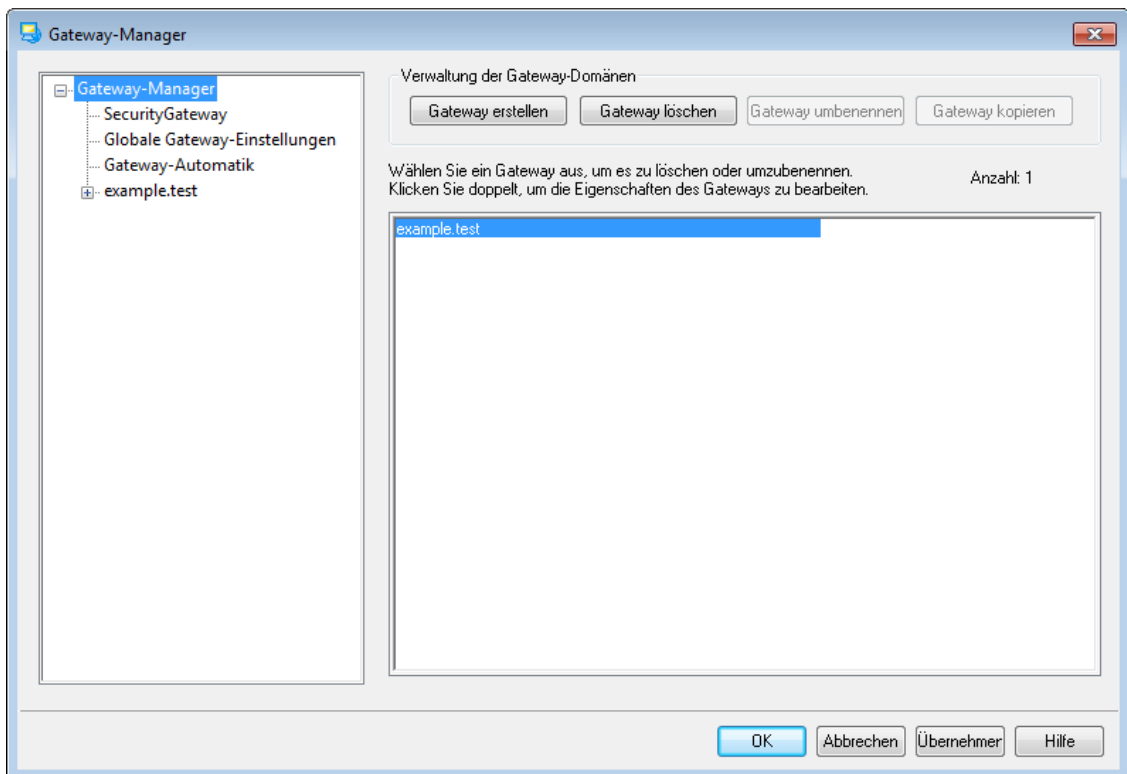 Gateway-Manager
Gateway-Manager
SecurityGateway
Globale Gateway-Einstellungen
Gateway-Automatik
example.test
Verwaltung der Gateway-Domänen
Gateway erstellen
Gateway löschen
Gateway umbenennen
Gateway kopieren
Wählen Sie ein Gateway aus, um es zu löschen oder umzubenennen.
Klicken Sie doppelt, um die Eigenschaften des Gateways zu bearbeiten.
Anzahl: 1
example.test
OK
Abbrechen
Übernehmer
Hilfe